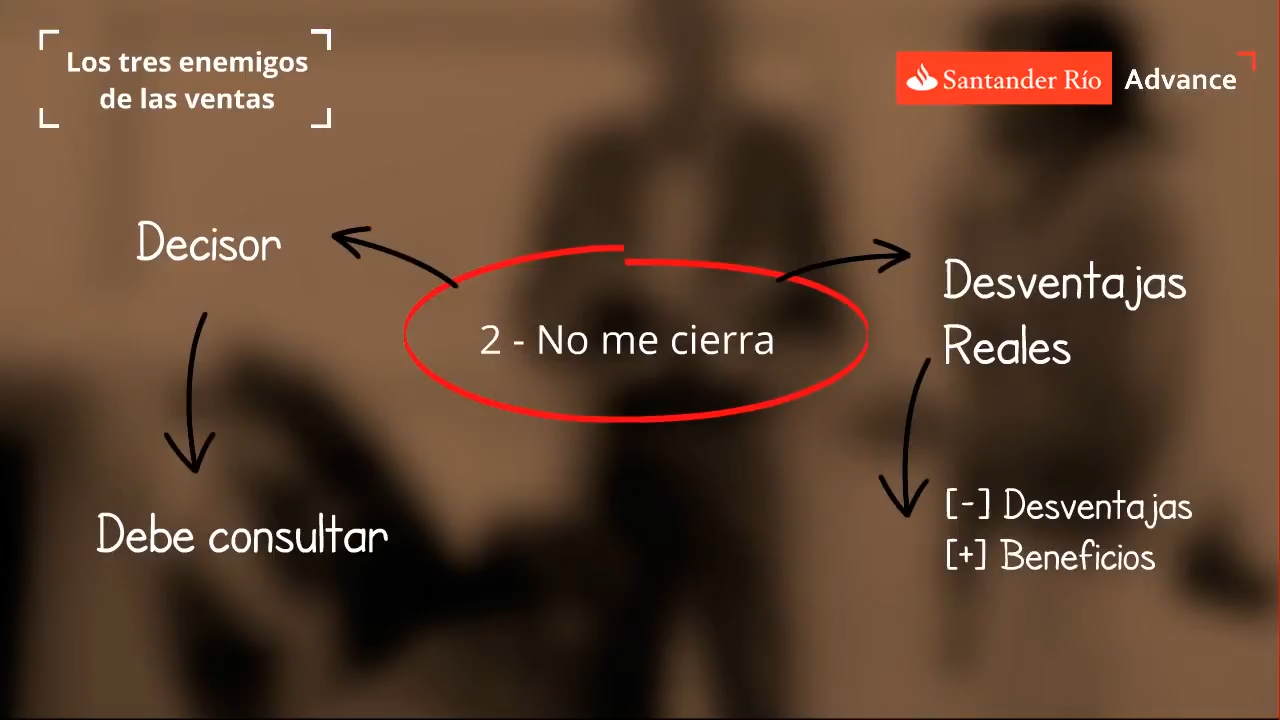 Los tres enemigos
de las ventas
Santander Río Advance
Decisor
2 - No me cierra
Desventajas
Reales
Debe consultar
[-] Desventajas
[+] Beneficios